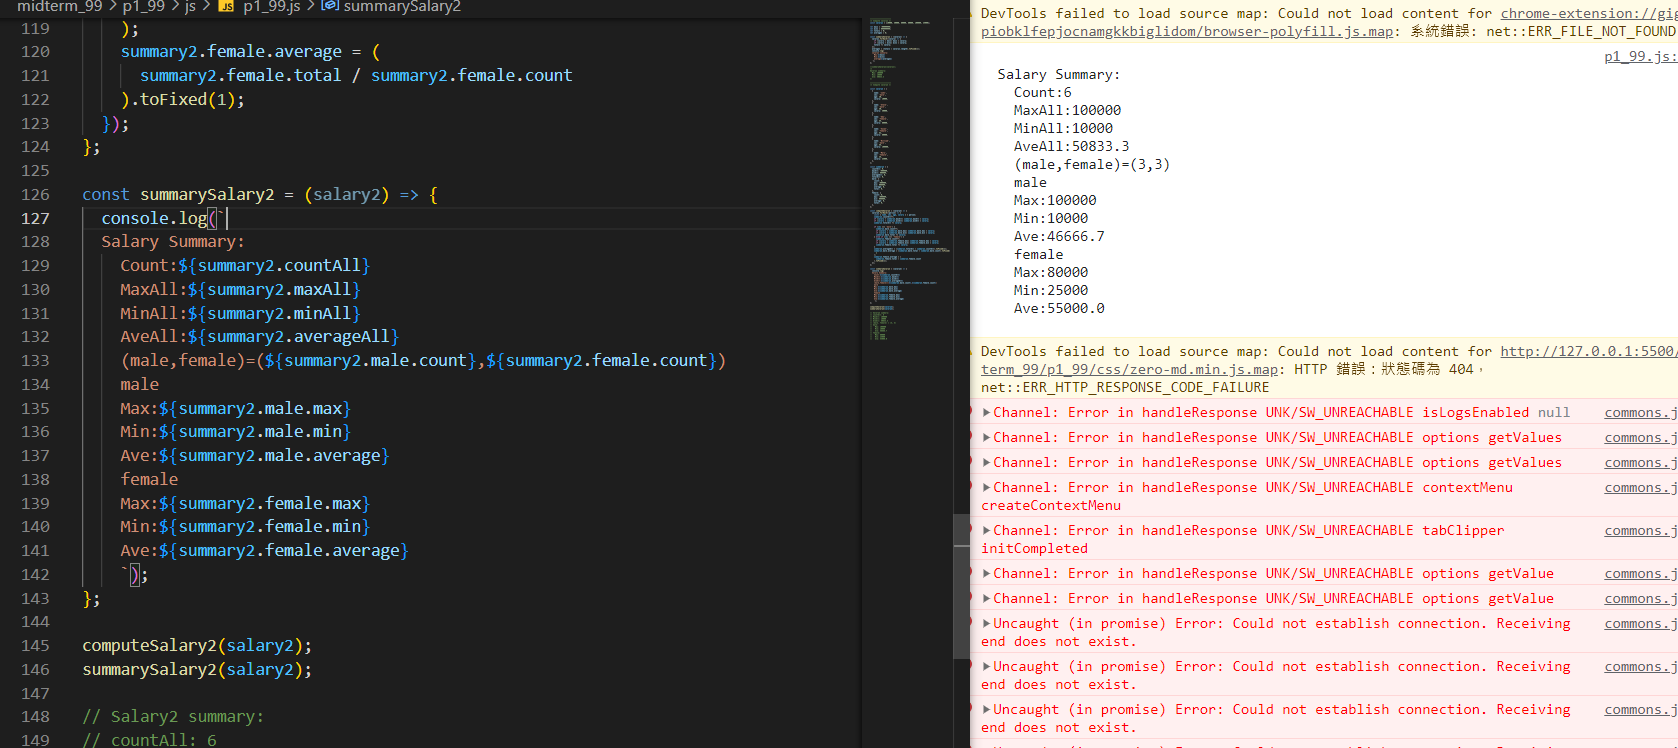 midterm_99 > p1_99 > js > JS p1_99.js > summarySalary2
119 );
120 summary2.female.average = (
121 summary2.female.total / summary2.female.count
122 ).toFixed(1);
123 });
124 };
125
126 const summarySalary2 = (salary2) => {
127 console.log(`
128 Salary Summary:
129 Count:${summary2.countAll}
130 MaxAll:${summary2.maxAll}
131 MinAll:${summary2.minAll}
132 AveAll:${summary2.averageAll}
133 (male,female)=(${summary2.male.count},${summary2.female.count})
134 male
135 Max:${summary2.male.max}
136 Min:${summary2.male.min}
137 Ave:${summary2.male.average}
138 female
139 Max:${summary2.female.max}
140 Min:${summary2.female.min}
141 Ave:${summary2.female.average}
142 `);
143 };
144
145 computeSalary2(salary2);
146 summarySalary2(salary2);
147
148 // Salary2 summary:
149 // countAll: 6
DevTools failed to load source map: Could not load content for chrome-extension://gig
piobklfepjocnamgkkbiglidom/browser-polyfill.js.map: 系統錯誤: net::ERR_FILE_NOT_FOUND
p1_99.js:
Salary Summary:
Count:6
MaxAll:100000
MinAll:10000
AveAll:50833.3
(male,female)=(3,3)
male
Max:100000
Min:10000
Ave:46666.7
female
Max:80000
Min:25000
Ave:55000.0
DevTools failed to load source map: Could not load content for http://127.0.0.1:5500/
term_99/p1_99/css/zero-md.min.js.map: HTTP 錯誤：狀態碼為 404，
net::ERR_HTTP_RESPONSE_CODE_FAILURE
Channel: Error in handleResponse UNK/SW_UNREACHABLE isLogsEnabled null commons.j
Channel: Error in handleResponse UNK/SW_UNREACHABLE options getValues commons.j
Channel: Error in handleResponse UNK/SW_UNREACHABLE options getValues commons.j
Channel: Error in handleResponse UNK/SW_UNREACHABLE contextMenu commons.j
createContextMenu
Channel: Error in handleResponse UNK/SW_UNREACHABLE tabClipper commons.j
initCompleted
Channel: Error in handleResponse UNK/SW_UNREACHABLE options getValue commons.j
Channel: Error in handleResponse UNK/SW_UNREACHABLE options getValue commons.j
Uncaught (in promise) Error: Could not establish connection. Receiving commons.j
end does not exist.
Uncaught (in promise) Error: Could not establish connection. Receiving commons.j
end does not exist.
Uncaught (in promise) Error: Could not establish connection. Receiving commons.j
end does not exist.